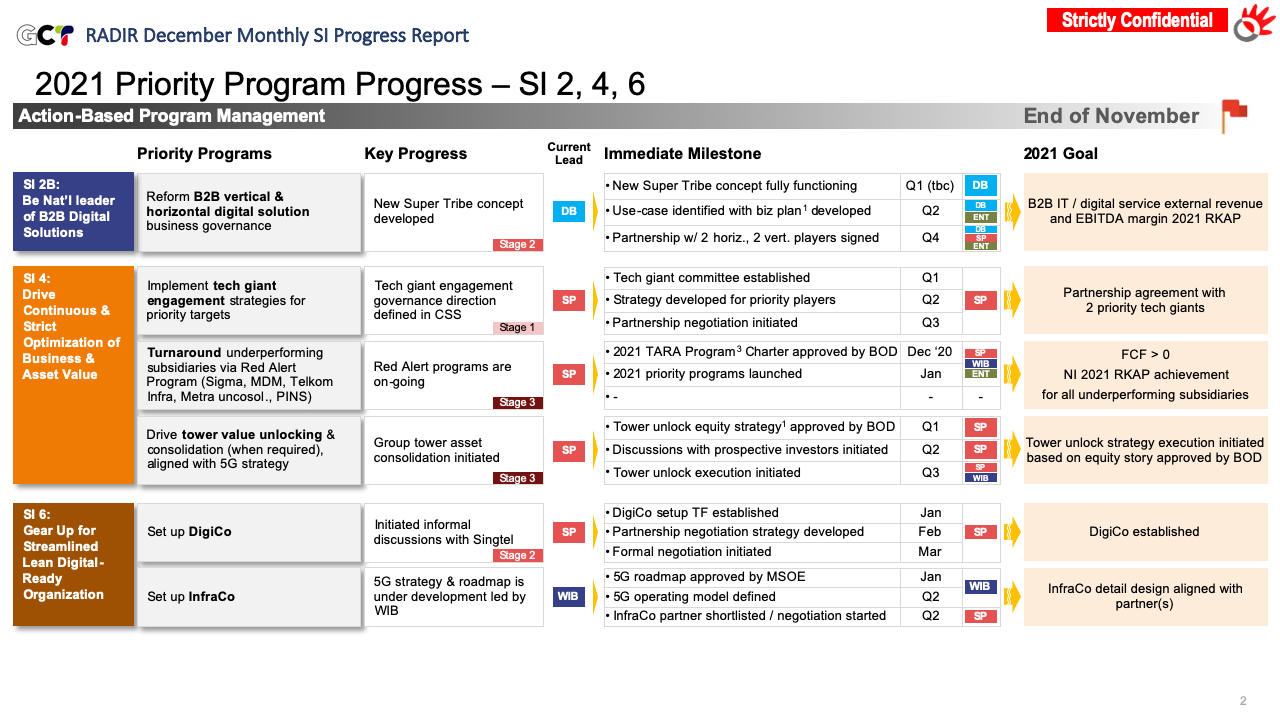 GCT RADIR December Monthly SI Progress Report
Strictly Confidential
2021 Priority Program Progress – SI 2, 4, 6
Action-Based Program Management
End of November
Priority Programs
Key Progress
Current
Lead
Immediate Milestone
2021 Goal
SI 2B:
Be Nat’l leader
of B2B Digital
Solutions
Reform B2B vertical &
horizontal digital solution
business governance
New Super Tribe concept
developed
Stage 2
DB
• New Super Tribe concept fully functioning Q1 (tbc) DB
• Use-case identified with biz plan1 developed Q2 DB
ENT
• Partnership w/ 2 horiz., 2 vert. players signed Q4 DB
SP
ENT
B2B IT / digital service external revenue
and EBITDA margin 2021 RKAP
SI 4:
Drive
Continuous &
Strict
Optimization of
Business &
Asset Value
Implement tech giant
engagement strategies for
priority targets
Tech giant engagement
governance direction
defined in CSS
Stage 1
SP
• Tech giant committee established Q1
• Strategy developed for priority players Q2 SP
• Partnership negotiation initiated Q3
Partnership agreement with
2 priority tech giants
Turnaround underperforming
subsidiaries via Red Alert
Program (Sigma, MDM, Telkom
Infra, Metra uncosol., PINS)
Red Alert programs are
on-going
Stage 3
SP
• 2021 TARA Program3 Charter approved by BOD Dec ‘20 SP
WIB
• 2021 priority programs launched Jan ENT
• - - -
FCF > 0
NI 2021 RKAP achievement
for all underperforming subsidiaries
Drive tower value unlocking &
consolidation (when required),
aligned with 5G strategy
Group tower asset
consolidation initiated
Stage 3
SP
• Tower unlock equity strategy1 approved by BOD Q1 SP
• Discussions with prospective investors initiated Q2 SP
• Tower unlock execution initiated Q3 SP
WIB
Tower unlock strategy execution initiated
based on equity story approved by BOD
SI 6:
Gear Up for
Streamlined
Lean Digital-
Ready
Organization
Set up DigiCo
Initiated informal
discussions with Singtel
Stage 2
SP
• DigiCo setup TF established Jan
• Partnership negotiation strategy developed Feb SP
• Formal negotiation initiated Mar
DigiCo established
Set up InfraCo
5G strategy & roadmap is
under development led by
WIB
WIB
• 5G roadmap approved by MSOE Jan WIB
• 5G operating model defined Q2
• InfraCo partner shortlisted / negotiation started Q2 SP
InfraCo detail design aligned with
partner(s)
2